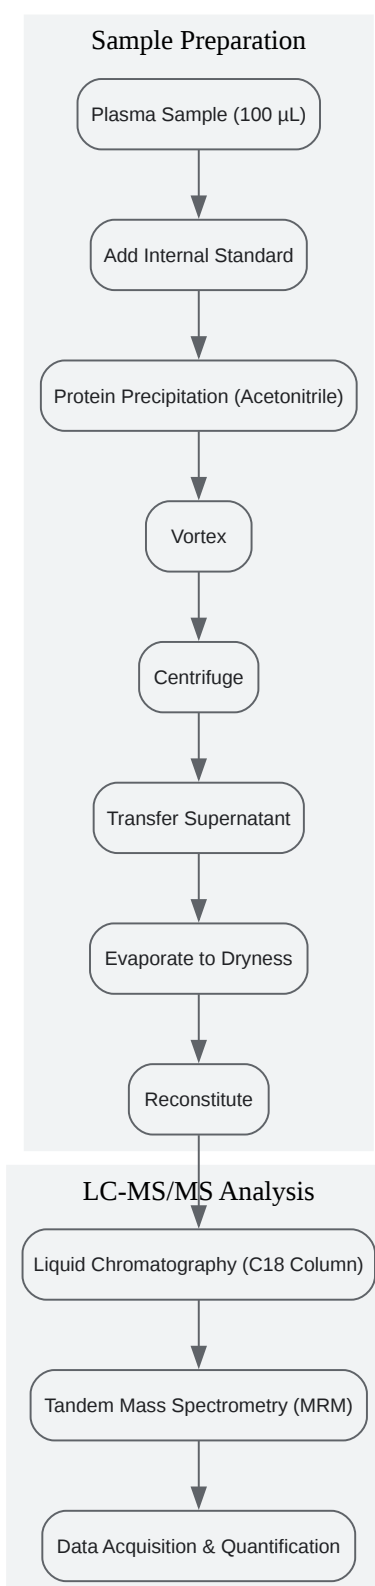 Sample Preparation
Plasma Sample (100 µL)
Add Internal Standard
Protein Precipitation (Acetonitrile)
Vortex
Centrifuge
Transfer Supernatant
Evaporate to Dryness
Reconstitute
LC-MS/MS Analysis
Liquid Chromatography (C18 Column)
Tandem Mass Spectrometry (MRM)
Data Acquisition & Quantification